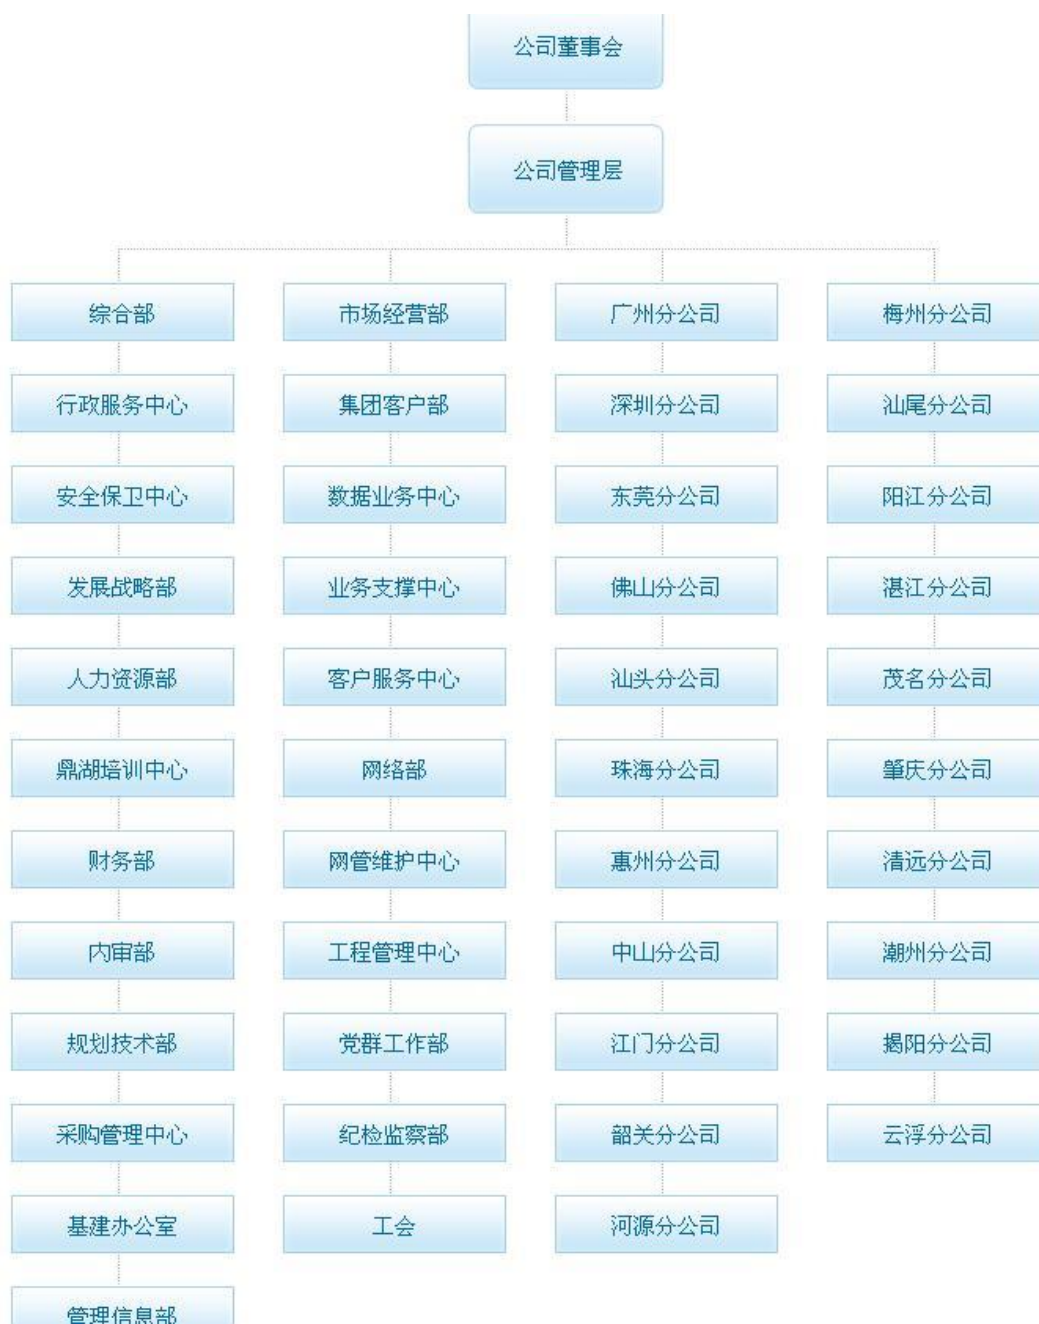 公司董事会
公司管理层
综合部
市场经营部
广州分公司
梅州分公司
行政服务中心
集团客户部
深圳分公司
汕尾分公司
安全保卫中心
数据业务中心
东莞分公司
阳江分公司
发展战略部
业务支撑中心
佛山分公司
湛江分公司
人力资源部
客户服务中心
汕头分公司
茂名分公司
鼎湖培训中心
网络部
珠海分公司
肇庆分公司
财务部
网管维护中心
惠州分公司
清远分公司
内审部
工程管理中心
中山分公司
潮州分公司
规划技术部
党群工作部
江门分公司
揭阳分公司
采购管理中心
纪检监察部
韶关分公司
云浮分公司
基建办公室
工会
河源分公司
管理信息部